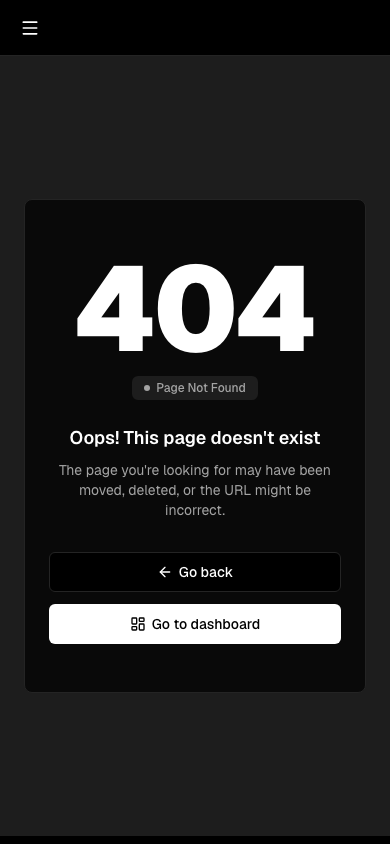 404
Page Not Found
Oops! This page doesn't exist
The page you're looking for may have been
moved, deleted, or the URL might be
incorrect.
Go back
Go to dashboard